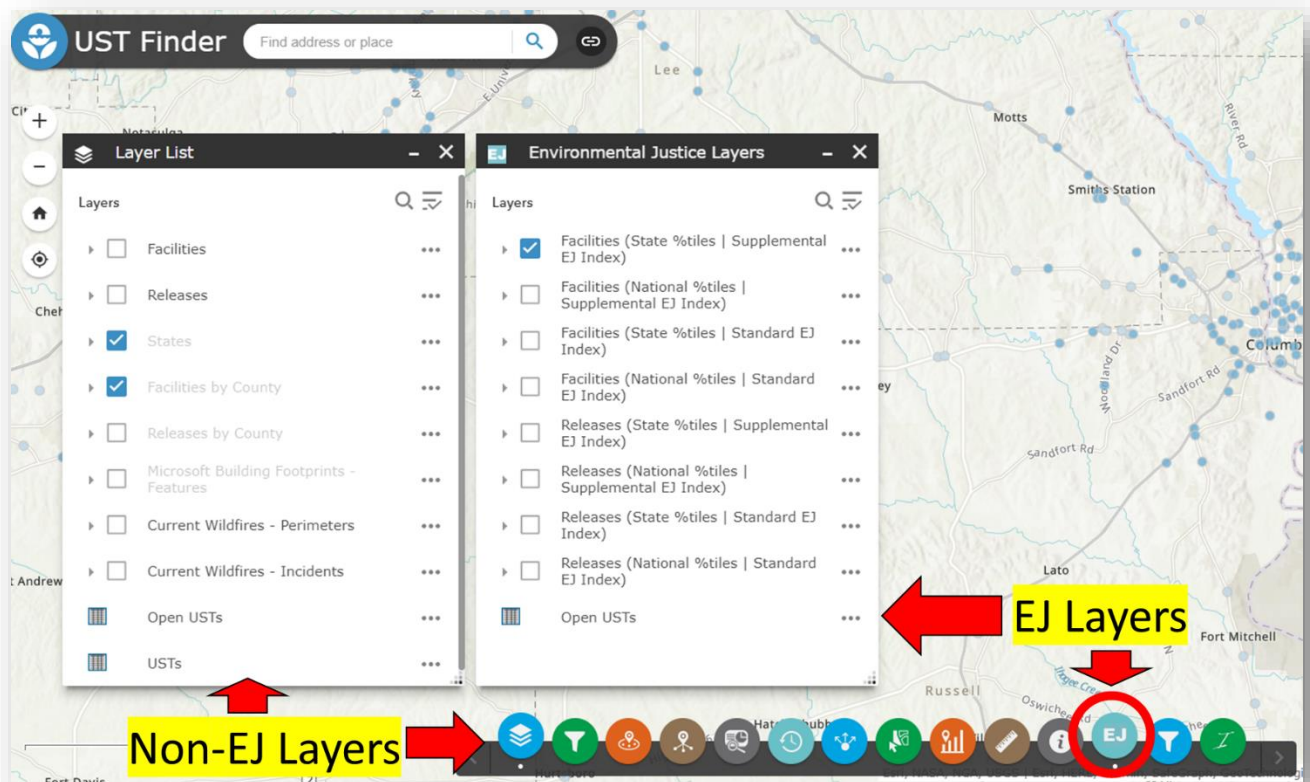 UST Finder
Find address or place
Lee
Motts
River Rd
Smiths Station
Layer List
Layers
Facilities
Releases
States
Facilities by County
Releases by County
Microsoft Building Footprints -
Features
Current Wildfires - Perimeters
Current Wildfires - Incidents
Open USTs
USTs
EJ
Environmental Justice Layers
Layers
Facilities (State %tiles | Supplemental
EJ Index)
Facilities (National %tiles |
Supplemental EJ Index)
Facilities (State %tiles | Standard EJ
Index)
Facilities (National %tiles | Standard
EJ Index)
Releases (State %tiles | Supplemental
EJ Index)
Releases (National %tiles |
Supplemental EJ Index)
Releases (State %tiles | Standard EJ
Index)
Releases (National %tiles | Standard
EJ Index)
Open USTs
Columb
Woodland Dr
Sandfort Rd
Sandfort Rd
Lato
EJ Layers
Fort Mitchell
Russell
Non-EJ Layers
EJ